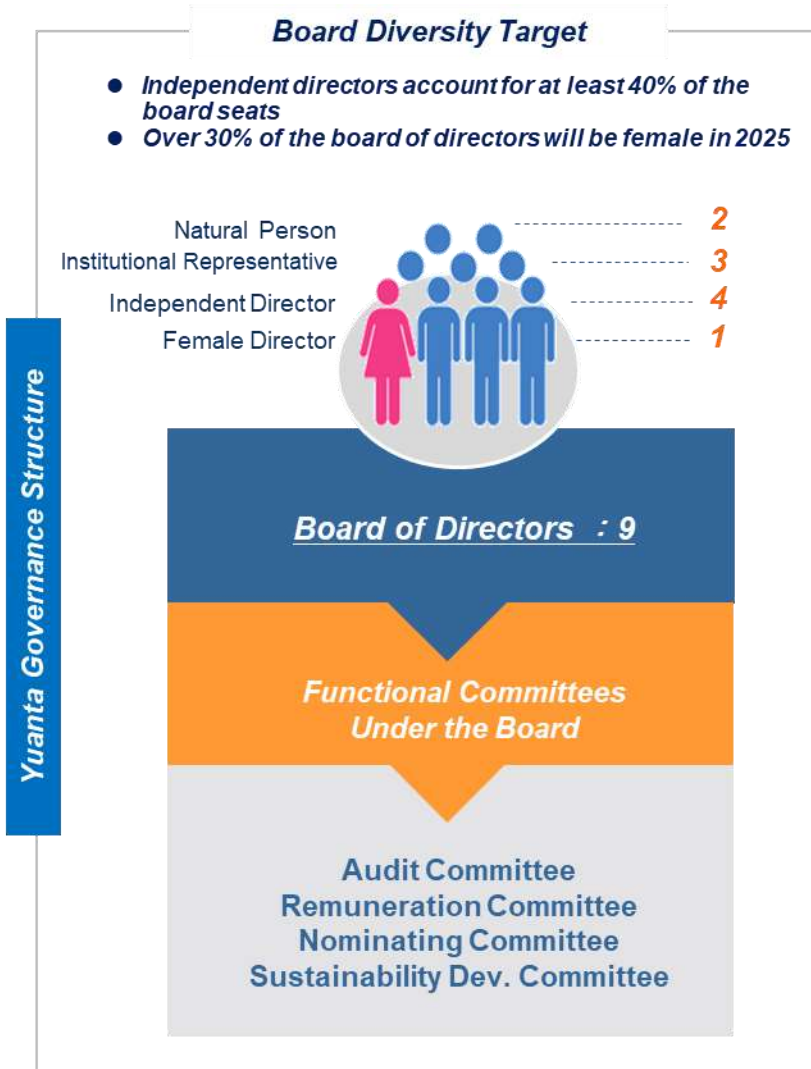 Board Diversity Target
● Independent directors account for at least 40% of the
board seats
● Over 30% of the board of directors will be female in 2025
Natural Person 2
Institutional Representative 3
Independent Director 4
Female Director 1
Yuanta Governance Structure
Board of Directors ：9
Functional Committees
Under the Board
Audit Committee
Remuneration Committee
Nominating Committee
Sustainability Dev. Committee